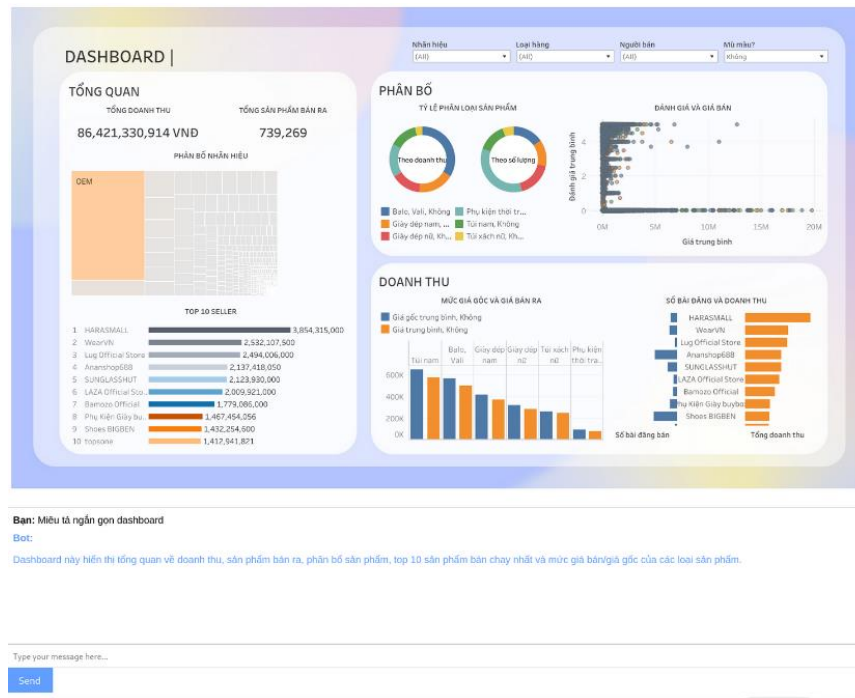 DASHBOARD |
Nhãn hiệu
Loại hàng
Người bán
Mù màu?
(All)
(All)
(All)
Không
TỔNG QUAN
TỔNG DOANH THU
TỔNG SẢN PHẨM BÁN RA
86,421,330,914 VNĐ
739,269
PHÂN BỐ NHÃN HIỆU
OEM
TOP 10 SELLER
1 HARASMALL 3,854,315,000
2 WearVN 2,532,107,500
3 Lug Official Store 2,494,006,000
4 Ananshop688 2,137,418,050
5 SUNGLASSHUT 2,123,930,000
6 LAZA Official Sto.. 2,009,921,000
7 Bamozo Official 1,779,086,000
8 Phụ Kiện Giày bu.. 1,467,454,056
9 Shoes BIGBEN 1,432,254,600
10 topsone 1,412,941,821
PHÂN BỐ
TỶ LỆ PHÂN LOẠI SẢN PHẨM
Theo doanh thu
Theo số lượng
Balo, Vali, Không
Phụ kiện thời tr...
Giày dép nam, ...
Túi nam, Không
Giày dép nữ, Kh...
Túi xách nữ, Kh...
ĐÁNH GIÁ VÀ GIÁ BÁN
Đánh giá trung bình
4
2
0
0M
5M
10M
15M
20M
Giá trung bình
DOANH THU
MỨC GIÁ GỐC VÀ GIÁ BÁN RA
Giá gốc trung bình, Không
Giá trung bình, Không
Túi nam
Balo, Vali
Giày dép nam
Giày dép nữ
Túi xách nữ
Phụ kiện thời tra..
600K
400K
200K
0K
SỐ BÀI ĐĂNG VÀ DOANH THU
HARASMALL
WearVN
Lug Official Store
Ananshop688
SUNGLASSHUT
LAZA Official Store
Bamozo Official
Phụ Kiện Giày buybo
Shoes BIGBEN
Số bài đăng bán
Tổng doanh thu
Bạn: Miêu tả ngắn gọn dashboard
Bot:
Dashboard này hiển thị tổng quan về doanh thu, sản phẩm bán ra, phân bố sản phẩm, top 10 sản phẩm bán chạy nhất và mức giá bán/giá gốc của các loại sản phẩm.
Type your message here...
Send